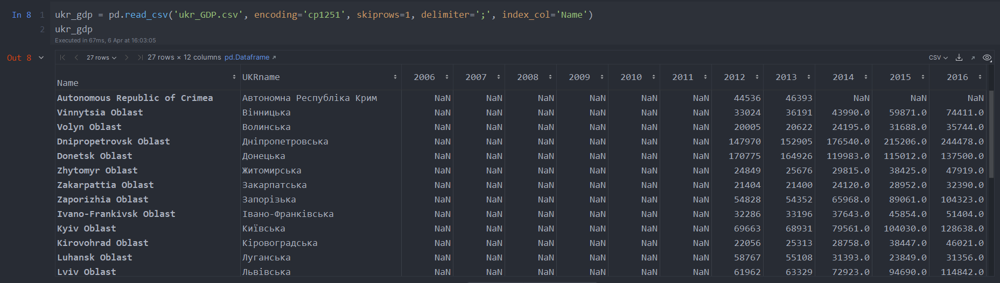 In 8 1 ukr_gdp = pd.read_csv('ukr_GDP.csv', encoding='cp1251', skiprows=1, delimiter=';', index_col='Name')
2 ukr_gdp
Executed in 67ms, 6 Apr at 16:03:05
Out 8 27 rows 27 rows × 12 columns pd.Dataframe CSV
Name UKRname 2006 2007 2008 2009 2010 2011 2012 2013 2014 2015 2016
Autonomous Republic of Crimea Автономна Республіка Крим NaN NaN NaN NaN NaN NaN 44536 46393 NaN NaN NaN
Vinnytsia Oblast Вінницька NaN NaN NaN NaN NaN NaN 33024 36191 43990.0 59871.0 74411.0
Volyn Oblast Волинська NaN NaN NaN NaN NaN NaN 20005 20622 24195.0 31688.0 35744.0
Dnipropetrovsk Oblast Дніпропетровська NaN NaN NaN NaN NaN NaN 147970 152905 176540.0 215206.0 244478.0
Donetsk Oblast Донецька NaN NaN NaN NaN NaN NaN 170775 164926 119983.0 115012.0 137500.0
Zhytomyr Oblast Житомирська NaN NaN NaN NaN NaN NaN 24849 25676 29815.0 38425.0 47919.0
Zakarpattia Oblast Закарпатська NaN NaN NaN NaN NaN NaN 21404 21400 24120.0 28952.0 32390.0
Zaporizhia Oblast Запорізька NaN NaN NaN NaN NaN NaN 54828 54352 65968.0 89061.0 104323.0
Ivano-Frankivsk Oblast Івано-Франківська NaN NaN NaN NaN NaN NaN 32286 33196 37643.0 45854.0 51404.0
Kyiv Oblast Київська NaN NaN NaN NaN NaN NaN 69663 68931 79561.0 104030.0 128638.0
Kirovohrad Oblast Кіровоградська NaN NaN NaN NaN NaN NaN 22056 25313 28758.0 38447.0 46021.0
Luhansk Oblast Луганська NaN NaN NaN NaN NaN NaN 58767 55108 31393.0 23849.0 31356.0
Lviv Oblast Львівська NaN NaN NaN NaN NaN NaN 61962 63329 72923.0 94690.0 114842.0